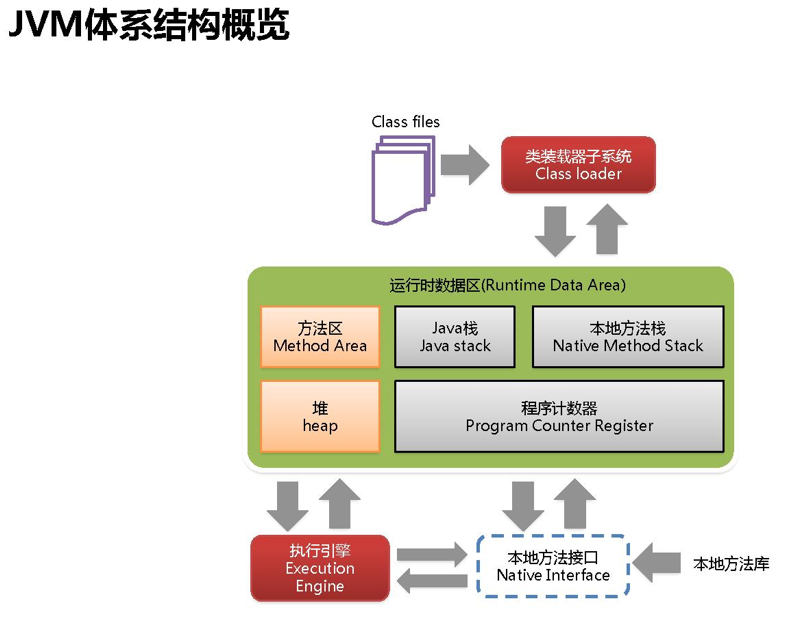 JVM体系结构概览
Class files
类装载器子系统
Class loader
运行时数据区(Runtime Data Area)
方法区
Method Area
Java栈
Java stack
本地方法栈
Native Method Stack
堆
heap
程序计数器
Program Counter Register
执行引擎
Execution
Engine
本地方法接口
Native Interface
本地方法库